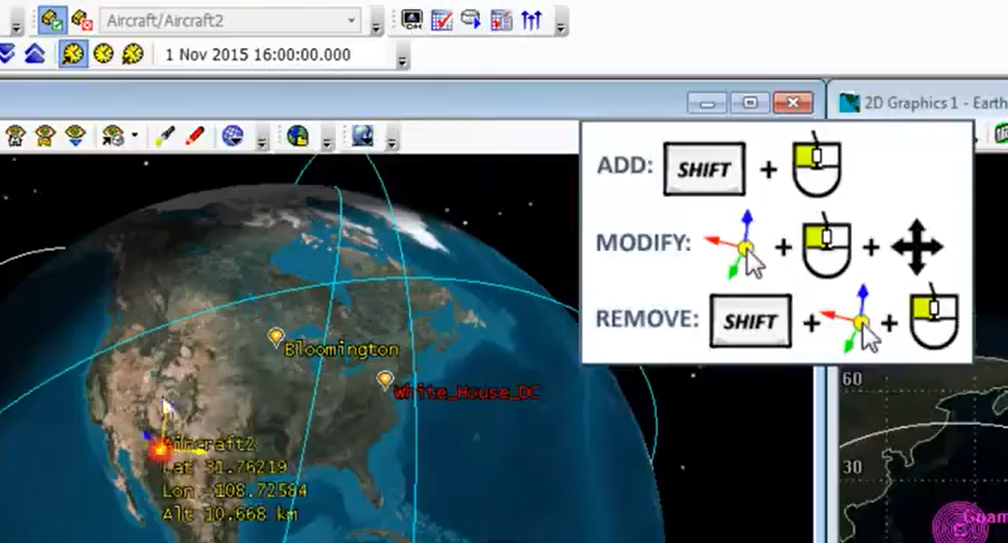 Aircraft/Aircraft2
1 Nov 2015 16:00:00.000
2D Graphics 1 - Earth
ADD: SHIFT +
MODIFY: + +
REMOVE: SHIFT + +
Bloomington
White_House_DC
Aircraft2
Lat 31.76219
Lon -108.72584
Alt 10.668 km
60
30